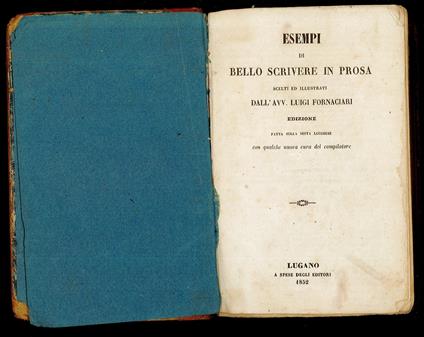 ESEMPI
DI
BELLO SCRIVERE IN PROSA
SCELTI ED ILLUSTRATI
DALL'AVV. LUIGI FORNACIARI
EDIZIONE
FATTA SULLA SESTA LUCCHESE
con qualche nuova cura del compilatore
LUGANO
A SPESE DEGLI EDITORI
1852